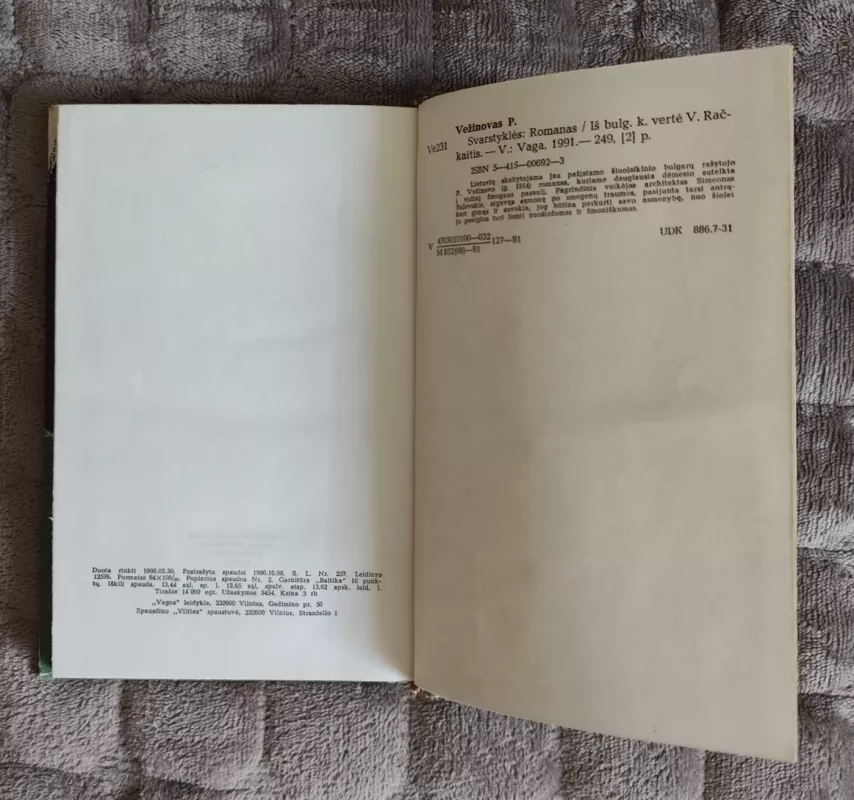 Duota rinkti 1990.05.30. Pasirašyta spaudai 1990.10.08. S. L. Nr. 257. Leidinys
12576. Formatas 84×108/32. Popierius spaudos Nr. 2. Garnitūra „Baltika" 10 punk-
tų. Iškili spauda. 13,44 sąl. sp. l. 13,65 sąl. spalv. atsp. 13,62 apsk. leid. l.
Tiražas 14 000 egz. Užsakymas 5454. Kaina 3 rb
„Vagos" leidykla, 232600 Vilnius, Gedimino pr. 50
Spausdino „Vilties" spaustuvė, 232600 Vilnius, Strazdelio 1
Vežinovas P.
Ve231 Svarstyklės: Romanas / Iš bulg. k. vertė V. Rač-
kaitis. — V.: Vaga, 1991. — 249, [2] p.
ISBN 5—415—00692—3
Lietuvių skaitytojams jau pažįstamo šiuolaikinio bulgarų rašytojo
P. Vežinovo (g. 1914) romanas, kuriame daugiausia dėmesio suteikta
į vidinį žmogaus pasaulį. Pagrindinis veikėjas architektas Simeonas
atgavęs sąmonę po smegenų traumos, pasijunta tarsi antrą-
kart gimęs ir suvokia, jog būtina perkurti savo asmenybę, nuo šiolei
jo poelgius turi lemti nuoširdumas ir žmoniškumas.
V
M 852(08)—91
127—91
UDK 886.7-31